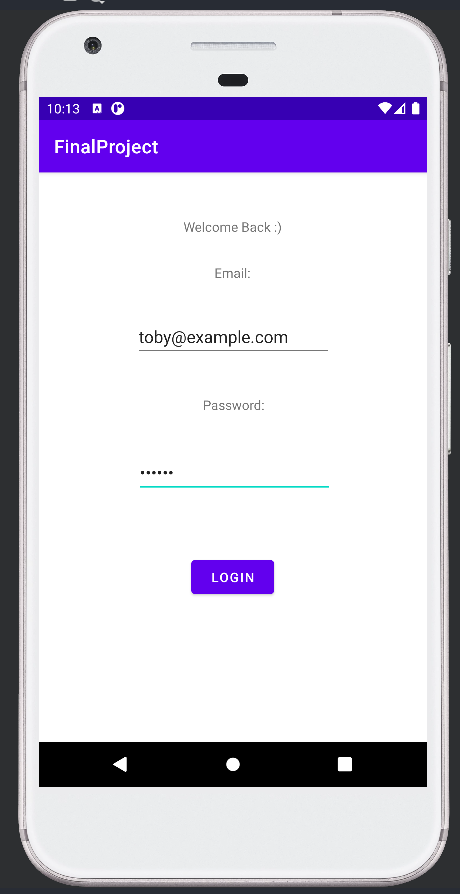 10:13
FinalProject
Welcome Back :)
Email:
toby@example.com
Password:
••••••
LOGIN